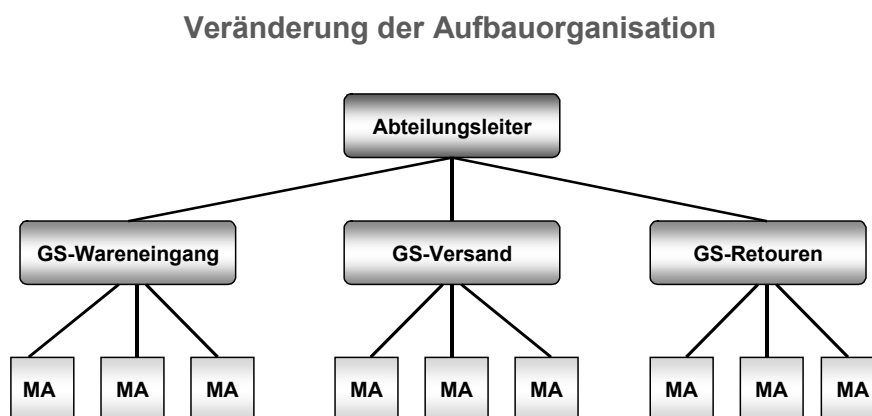 Veränderung der Aufbauorganisation
Abteilungsleiter
GS-Wareneingang GS-Versand GS-Retouren
MA MA MA MA MA MA MA MA MA